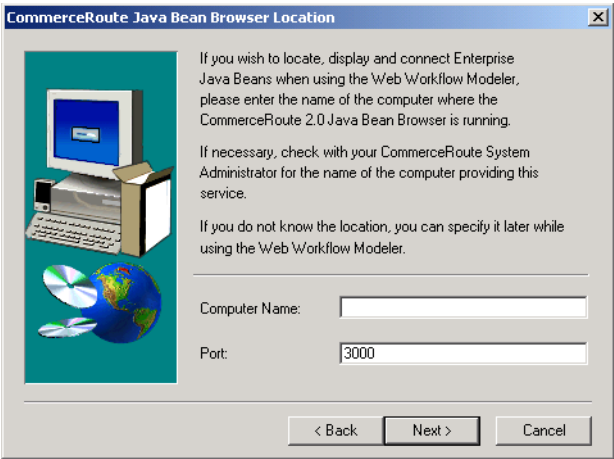 CommerceRoute Java Bean Browser Location
If you wish to locate, display and connect Enterprise
Java Beans when using the Web Workflow Modeler,
please enter the name of the computer where the
CommerceRoute 2.0 Java Bean Browser is running.
If necessary, check with your CommerceRoute System
Administrator for the name of the computer providing this
service.
If you do not know the location, you can specify it later while
using the Web Workflow Modeler.
Computer Name:
Port: 3000
< Back Next > Cancel